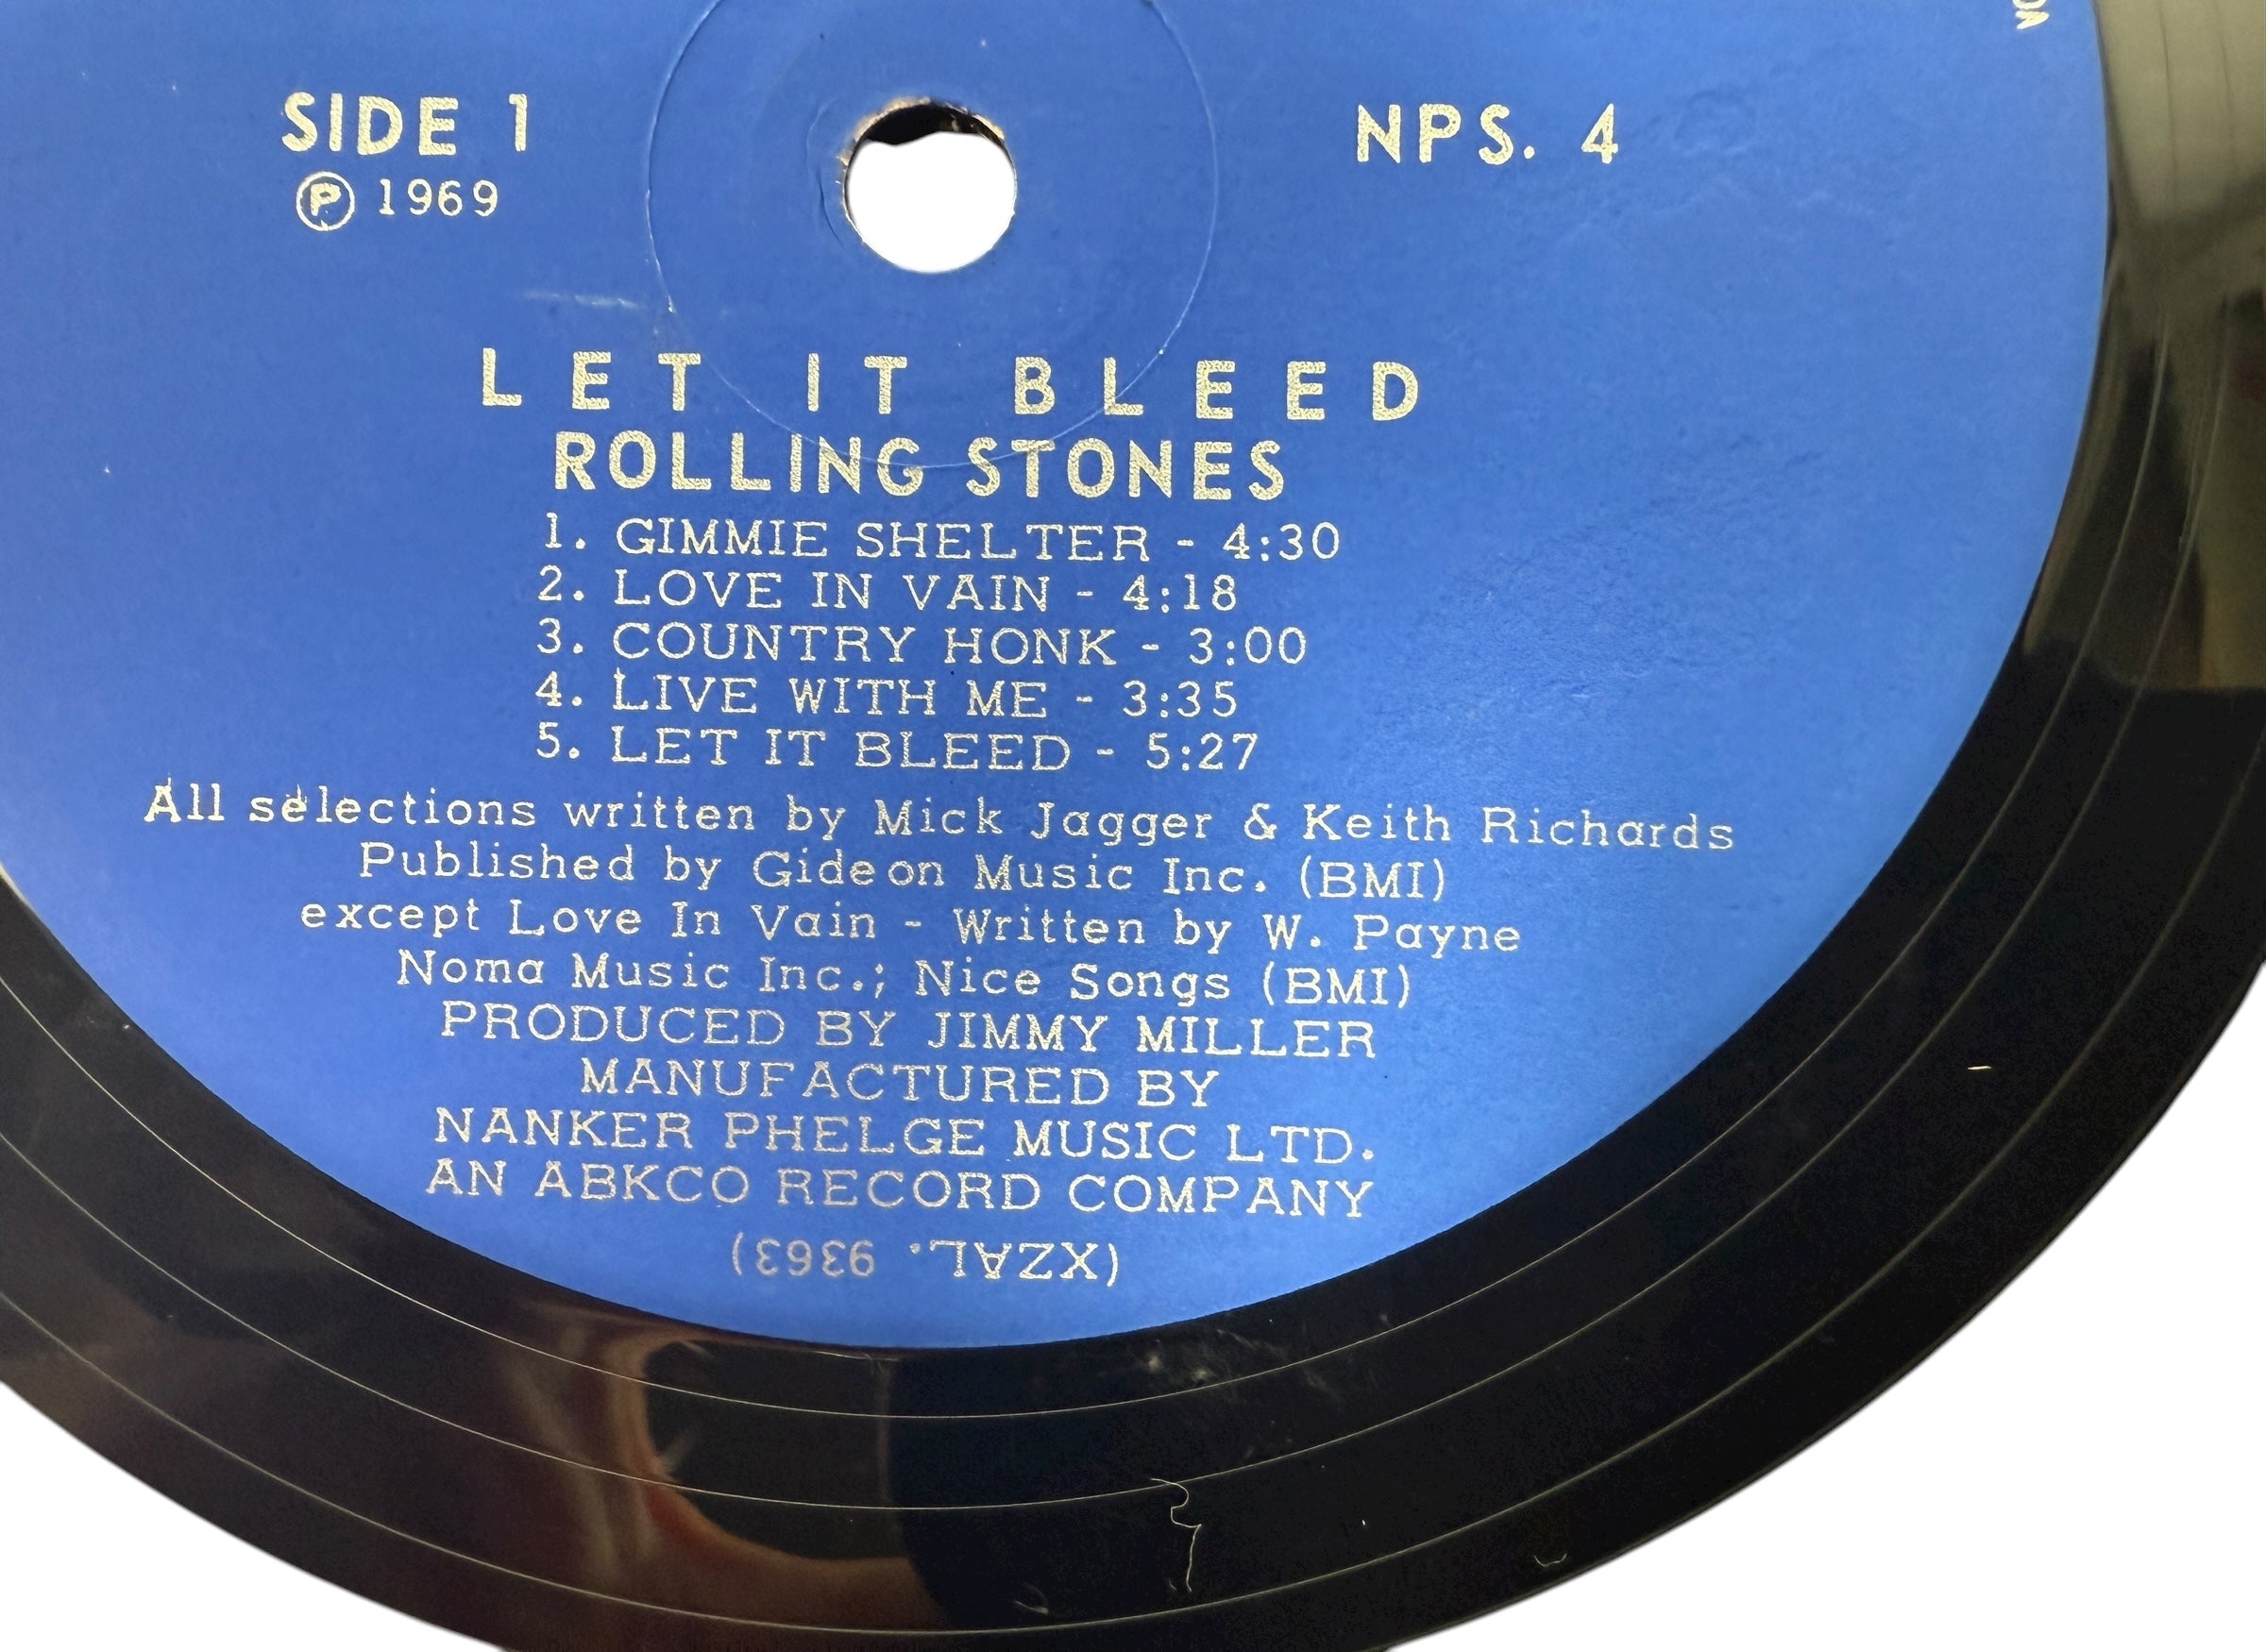 SIDE 1
NPS. 4
Ⓟ 1969
LET IT BLEED
ROLLING STONES
1. GIMMIE SHELTER - 4:30
2. LOVE IN VAIN - 4:18
3. COUNTRY HONK - 3:00
4. LIVE WITH ME - 3:35
5. LET IT BLEED - 5:27
All selections written by Mick Jagger & Keith Richards
Published by Gideon Music Inc. (BMI)
except Love In Vain - Written by W. Payne
Noma Music Inc.; Nice Songs (BMI)
PRODUCED BY JIMMY MILLER
MANUFACTURED BY
NANKER PHELGE MUSIC LTD.
AN ABKCO RECORD COMPANY
(XZAL. 9363)